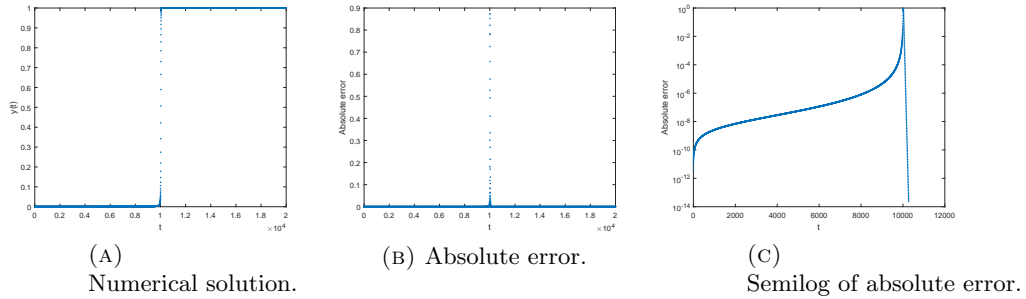 1
0.9
0.8
0.7
0.6
0.5
0.4
0.3
0.2
0.1
0
y(t)
0 0.2 0.4 0.6 0.8 1 1.2 1.4 1.6 1.8 2
t
×10⁴
(A)
Numerical solution.
0.9
0.8
0.7
0.6
0.5
0.4
0.3
0.2
0.1
0
Absolute error
0 0.2 0.4 0.6 0.8 1 1.2 1.4 1.6 1.8 2
t
×10⁴
(B) Absolute error.
10⁰
10⁻²
10⁻⁴
10⁻⁶
10⁻⁸
10⁻¹⁰
10⁻¹²
10⁻¹⁴
Absolute error
0 2000 4000 6000 8000 10000 12000
t
(C)
Semilog of absolute error.